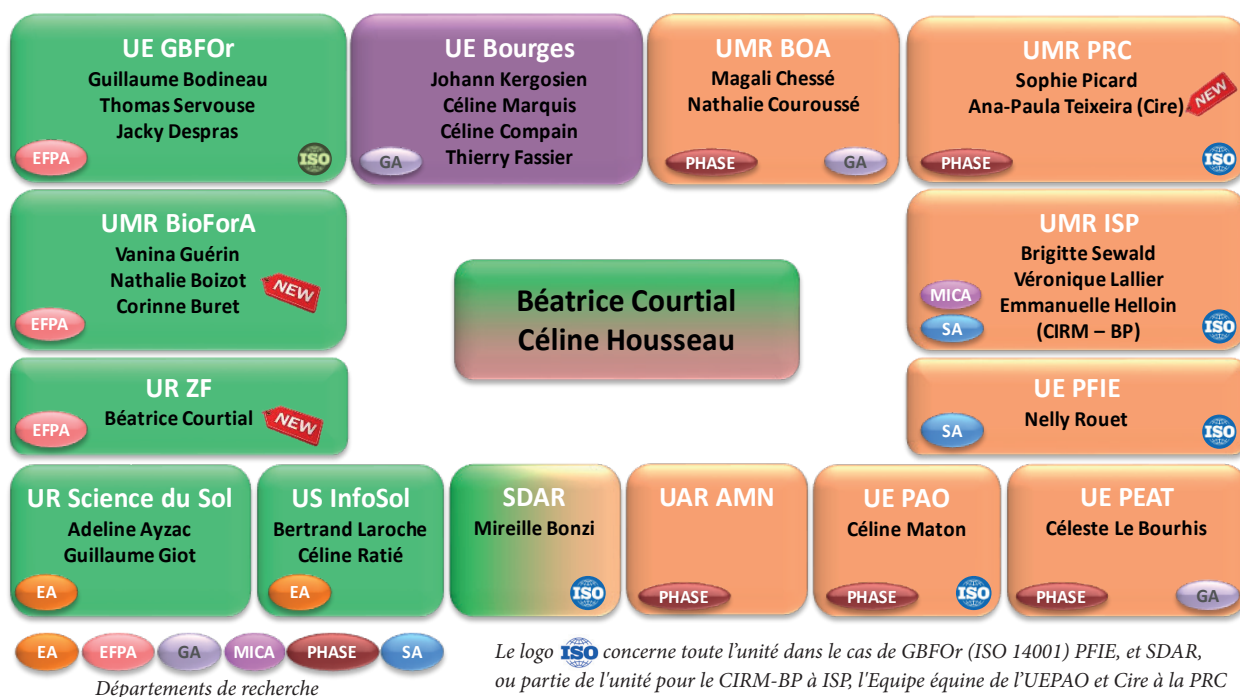 UE GBFOr
Guillaume Bodineau
Thomas Servouse
Jacky Despras
EFPA
ISO
UE Bourges
Johann Kergosien
Céline Marquis
Céline Compain
Thierry Fassier
GA
UMR BOA
Magali Chessé
Nathalie Couroussé
PHASE
GA
UMR PRC
Sophie Picard
Ana-Paula Teixeira (Cire)
NEW
PHASE
ISO
UMR BioForA
Vanina Guérin
Nathalie Boizot
Corinne Buret
NEW
EFPA
Béatrice Courtial
Céline Housseau
UMR ISP
Brigitte Sewald
Véronique Lallier
Emmanuelle Helloin
(CIRM – BP)
MICA
SA
ISO
UR ZF
Béatrice Courtial
NEW
EFPA
UE PFIE
Nelly Rouet
SA
ISO
UR Science du Sol
Adeline Ayzac
Guillaume Giot
EA
US InfoSol
Bertrand Laroche
Céline Ratié
EA
SDAR
Mireille Bonzi
ISO
UAR AMN
PHASE
UE PAO
Céline Maton
PHASE
ISO
UE PEAT
Céleste Le Bourhis
PHASE
GA
EA EFPA GA MICA PHASE SA
Départements de recherche
Le logo ISO concerne toute l'unité dans le cas de GBFOr (ISO 14001) PFIE, et SDAR,
ou partie de l'unité pour le CIRM-BP à ISP, l'Equipe équine de l'UEPAO et Cire à la PRC